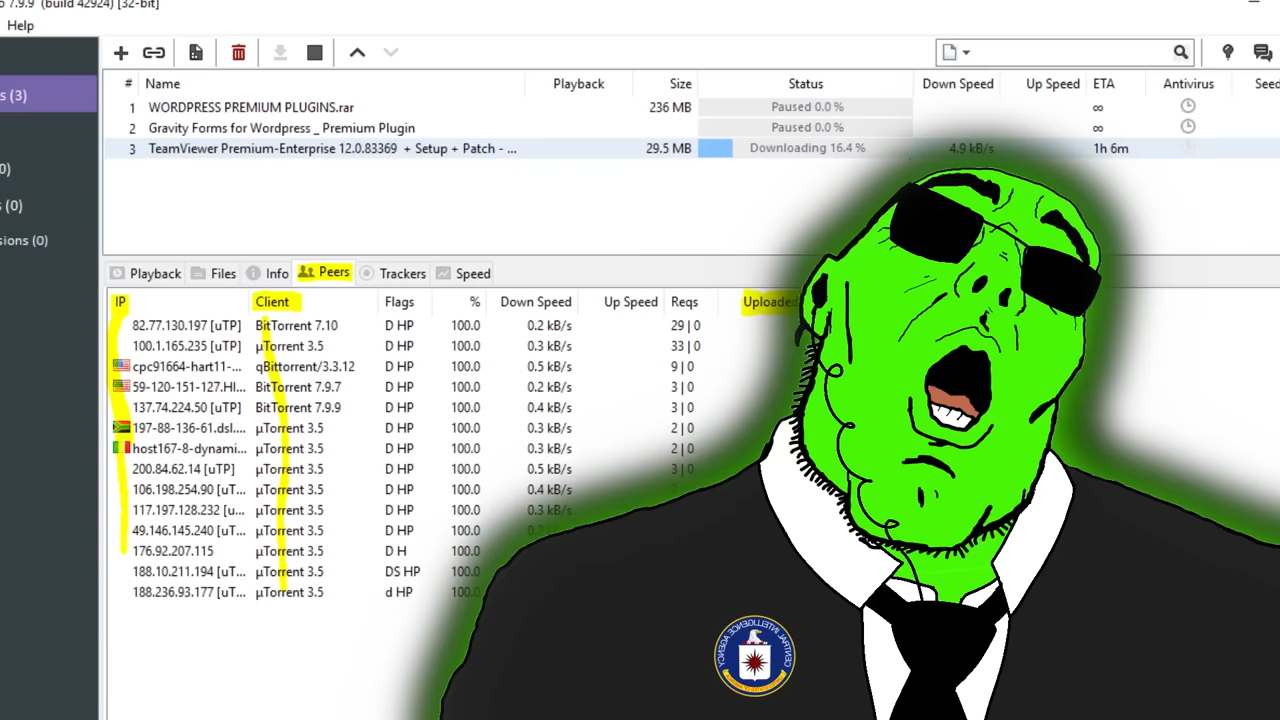 7.9.9 (build 42924) [32-bit]
Help
# Name Playback Size Status Down Speed Up Speed ETA Antivirus Seed
s (3)
1 WORDPRESS PREMIUM PLUGINS.rar 236 MB Paused 0.0 % ∞
2 Gravity Forms for Wordpress _ Premium Plugin Paused 0.0 % ∞
3 TeamViewer Premium-Enterprise 12.0.83369 + Setup + Patch - ... 29.5 MB Downloading 16.4 % 4.9 kB/s 1h 6m
0)
s (0)
sions (0)
Playback Files Info Peers Trackers Speed
IP Client Flags % Down Speed Up Speed Reqs Uploaded
82.77.130.197 [uTP] BitTorrent 7.10 D HP 100.0 0.2 kB/s 29 | 0
100.1.165.235 [uTP] µTorrent 3.5 D HP 100.0 0.3 kB/s 33 | 0
cpc91664-hart11-... qBittorrent/3.3.12 D HP 100.0 0.5 kB/s 9 | 0
59-120-151-127.HI... BitTorrent 7.9.7 D HP 100.0 0.2 kB/s 3 | 0
137.74.224.50 [uTP] BitTorrent 7.9.9 D HP 100.0 0.4 kB/s 3 | 0
197-88-136-61.dsl.... µTorrent 3.5 D HP 100.0 0.3 kB/s 2 | 0
host167-8-dynami... µTorrent 3.5 D HP 100.0 0.3 kB/s 2 | 0
200.84.62.14 [uTP] µTorrent 3.5 D HP 100.0 0.5 kB/s 3 | 0
106.198.254.90 [uT... µTorrent 3.5 D HP 100.0 0.4 kB/s
117.197.128.232 [u... µTorrent 3.5 D HP 100.0 0.3 kB/s
49.146.145.240 [uT... µTorrent 3.5 D HP 100.0
176.92.207.115 µTorrent 3.5 D H 100.0
188.10.211.194 [uT... µTorrent 3.5 DS HP 100.0
188.236.93.177 [uT... µTorrent 3.5 d HP 100.0
CENTRAL INTELLIGENCE AGENCY